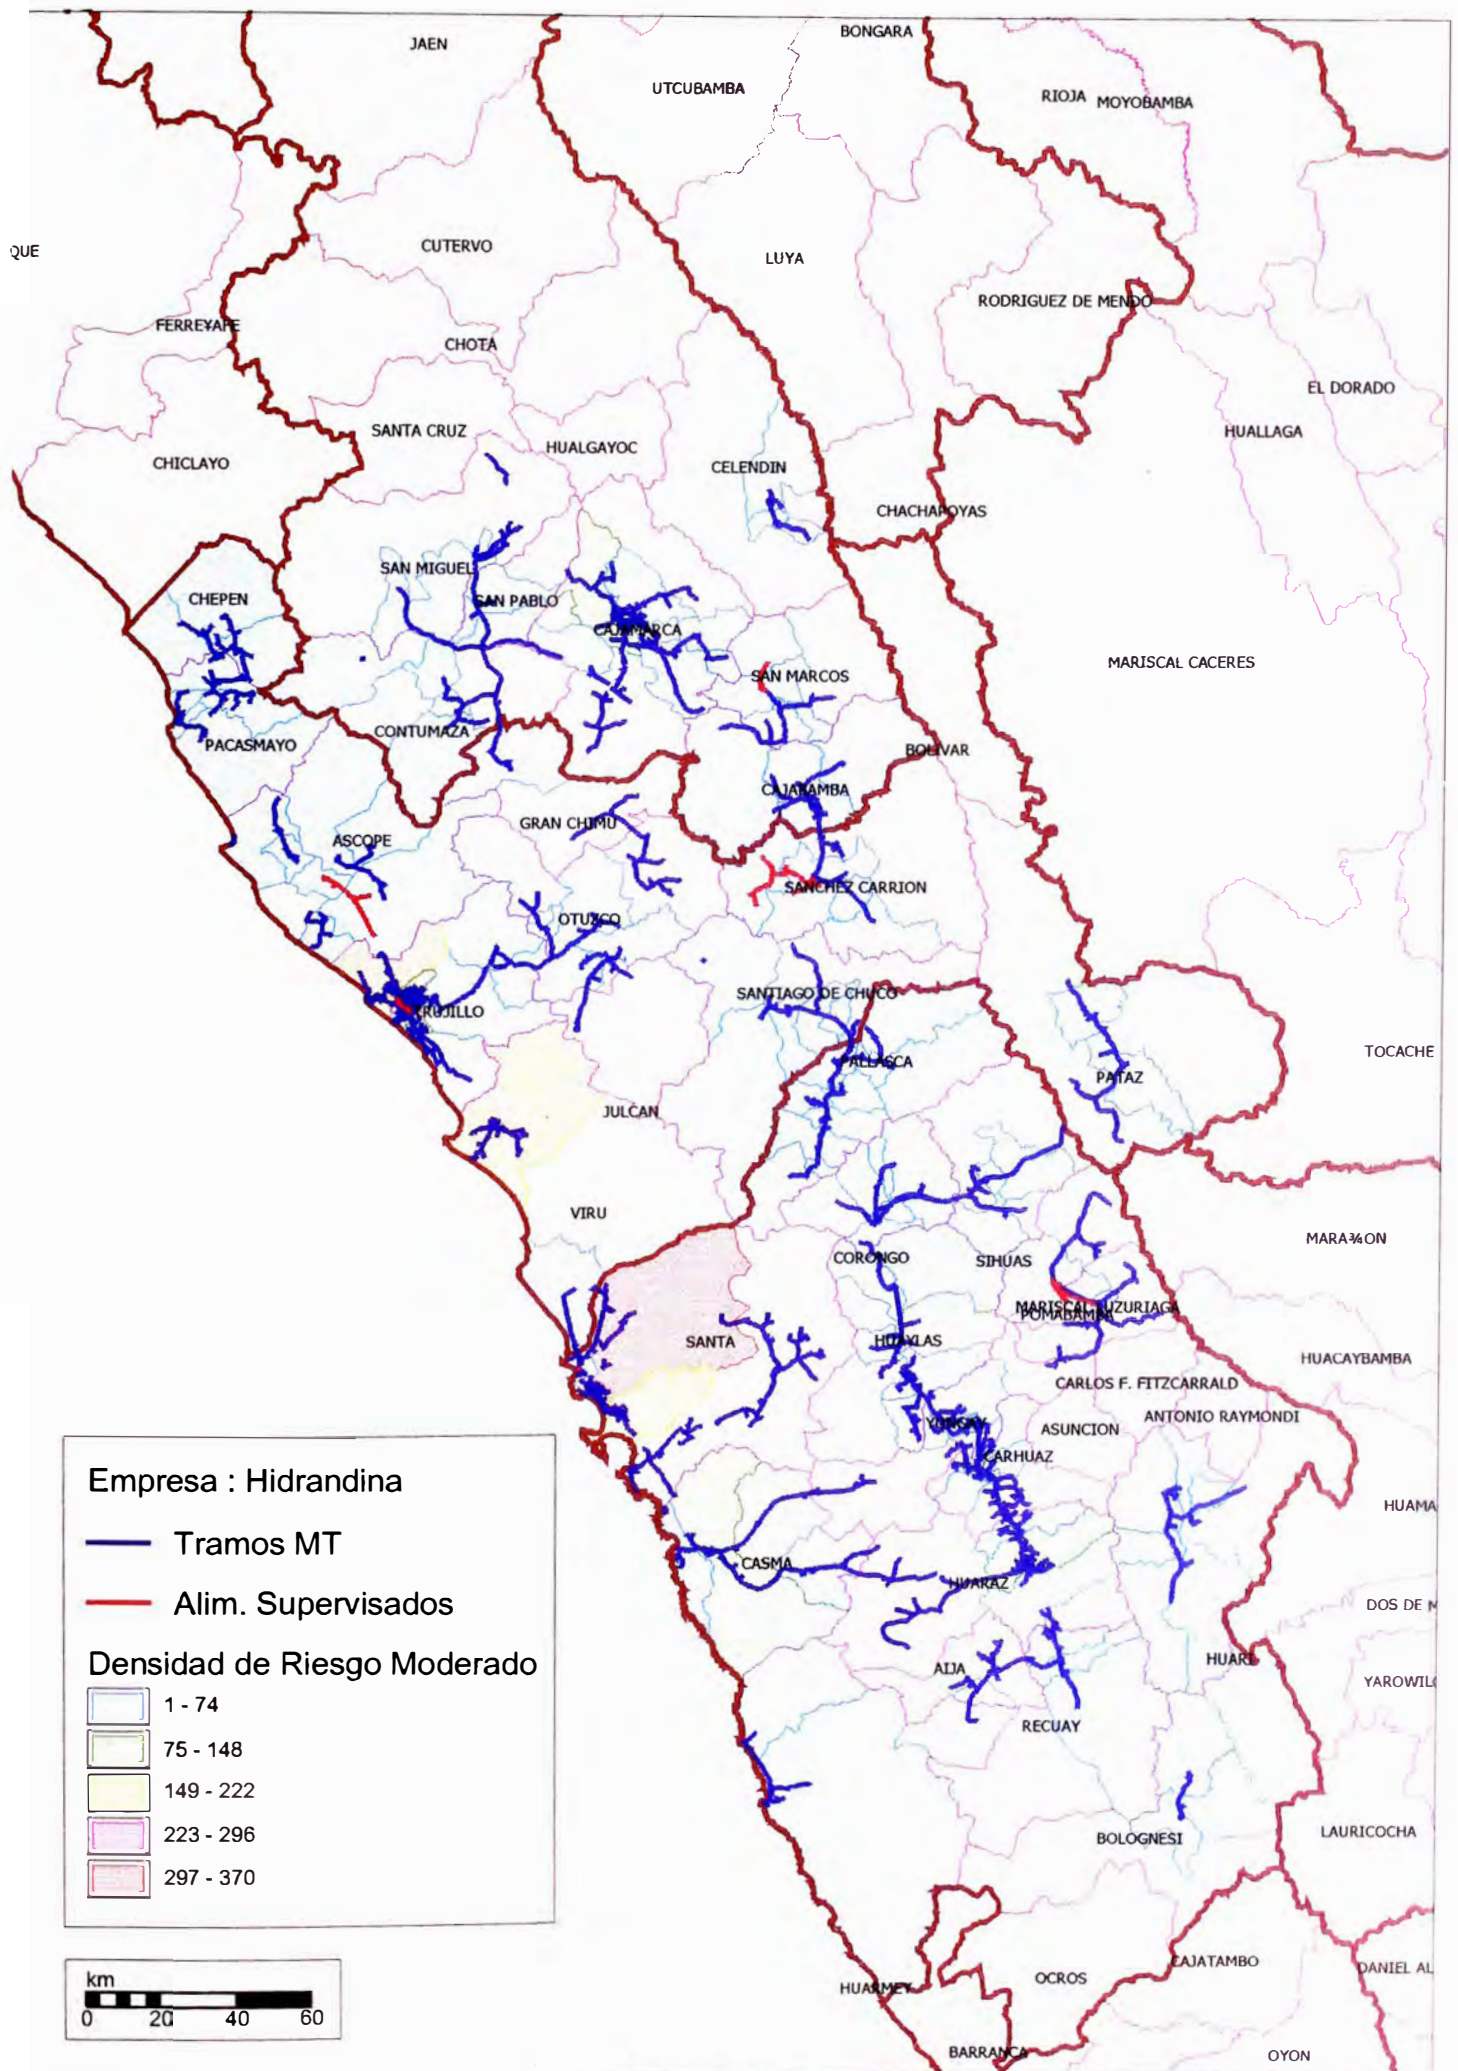 BONGARA
JAEN
UTCUBAMBA
RIOJA
MOYOBAMBA
QUE
CUTERVO
LUYA
RODRIGUEZ DE MENDO
FERREYAFE
CHOTA
EL DORADO
SANTA CRUZ
HUALGAYOC
HUALLAGA
CHICLAYO
CELENDIN
CHACHAPOYAS
SAN MIGUEL
CHEPEN
SAN PABLO
CAJAMARCA
MARISCAL CACERES
SAN MARCOS
CONTUMAZA
PACASMAYO
BOLIVAR
CAJABAMBA
GRAN CHIMU
ASCOPE
SANCHEZ CARRION
OTUZCO
SANTIAGO DE CHUCO
TRUJILLO
TOCACHE
PALLASCA
PATAZ
JULCAN
VIRU
MARA¾ON
CORONGO
SIHUAS
MARISCAL LUZURIAGA
POMABAMBA
SANTA
HUAYLAS
HUACAYBAMBA
CARLOS F. FITZCARRALD
ANTONIO RAYMONDI
YUNGAY
ASUNCION
CARHUAZ
HUAMA
CASMA
HUARAZ
DOS DE M
HUARI
AIJA
YAROWIL
RECUAY
LAURICOCHA
BOLOGNESI
CAJATAMBO
DANIEL AL
OCROS
HUARMEY
BARRANCA
OYON
Empresa : Hidrandina
Tramos MT
Alim. Supervisados
Densidad de Riesgo Moderado
1 - 74
75 - 148
149 - 222
223 - 296
297 - 370
km
0 20 40 60